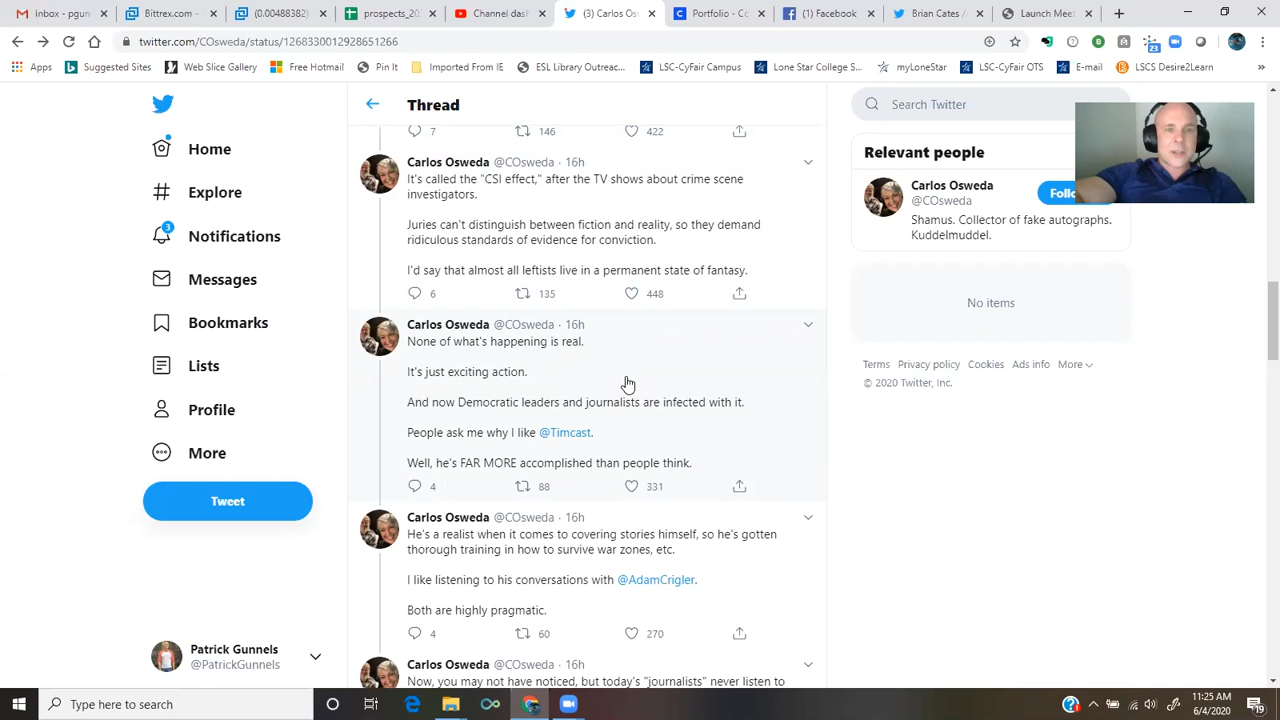 Inbox - pgun
Bittrex.com -
(0.00488382)
prospects_20
Channel dash
(3) Carlos Os
Portfolio - Co
(1) Facebook
Brian Cates /
Launch Meet
twitter.com/COsweda/status/1268330012928651266
23
Apps
Suggested Sites
Web Slice Gallery
Free Hotmail
Pin It
Imported From IE
ESL Library Outreac...
LSC-CyFair Campus
Lone Star College S...
myLoneStar
LSC-CyFair OTS
E-mail
LSCS Desire2Learn
»
Home
Explore
3
Notifications
Messages
Bookmarks
Lists
Profile
More
Tweet
Patrick Gunnels
@PatrickGunnels
Thread
7 146 422
Carlos Osweda @COsweda · 16h
It's called the "CSI effect," after the TV shows about crime scene
investigators.
Juries can't distinguish between fiction and reality, so they demand
ridiculous standards of evidence for conviction.
I'd say that almost all leftists live in a permanent state of fantasy.
6 135 448
Carlos Osweda @COsweda · 16h
None of what's happening is real.
It's just exciting action.
And now Democratic leaders and journalists are infected with it.
People ask me why I like @Timcast.
Well, he's FAR MORE accomplished than people think.
4 88 331
Carlos Osweda @COsweda · 16h
He's a realist when it comes to covering stories himself, so he's gotten
thorough training in how to survive war zones, etc.
I like listening to his conversations with @AdamCrigler.
Both are highly pragmatic.
4 60 270
Carlos Osweda @COsweda · 16h
Now, you may not have noticed, but today's "journalists" never listen to
Search Twitter
Relevant people
Carlos Osweda
@COsweda
Follo
Shamus. Collector of fake autographs.
Kuddelmuddel.
No items
Terms Privacy policy Cookies Ads info More
© 2020 Twitter, Inc.
Type here to search
11:25 AM
6/4/2020
19